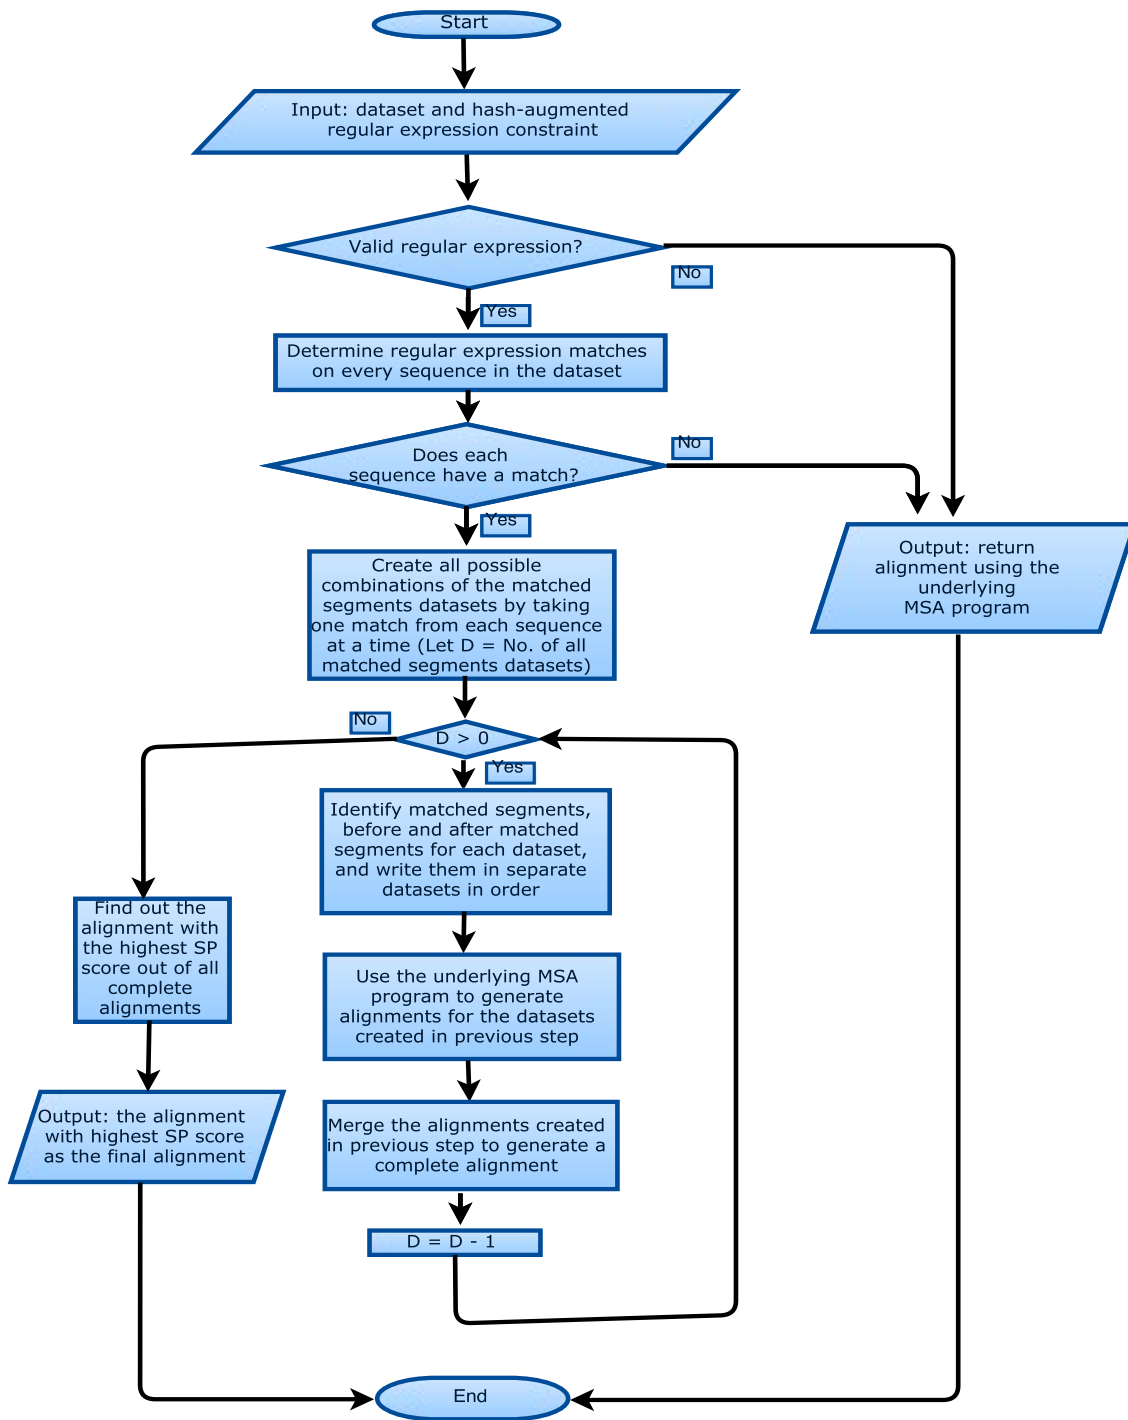 Start
Input: dataset and hash-augmented
regular expression constraint
Valid regular expression?
No
Yes
Determine regular expression matches
on every sequence in the dataset
Does each
sequence have a match?
No
Yes
Create all possible
combinations of the matched
segments datasets by taking
one match from each sequence
at a time (Let D = No. of all
matched segments datasets)
Output: return
alignment using the
underlying
MSA program
No
D > 0
Yes
Identify matched segments,
before and after matched
segments for each dataset,
and write them in separate
datasets in order
Find out the
alignment with
the highest SP
score out of all
complete
alignments
Use the underlying MSA
program to generate
alignments for the datasets
created in previous step
Output: the alignment
with highest SP score
as the final alignment
Merge the alignments created
in previous step to generate a
complete alignment
D = D - 1
End